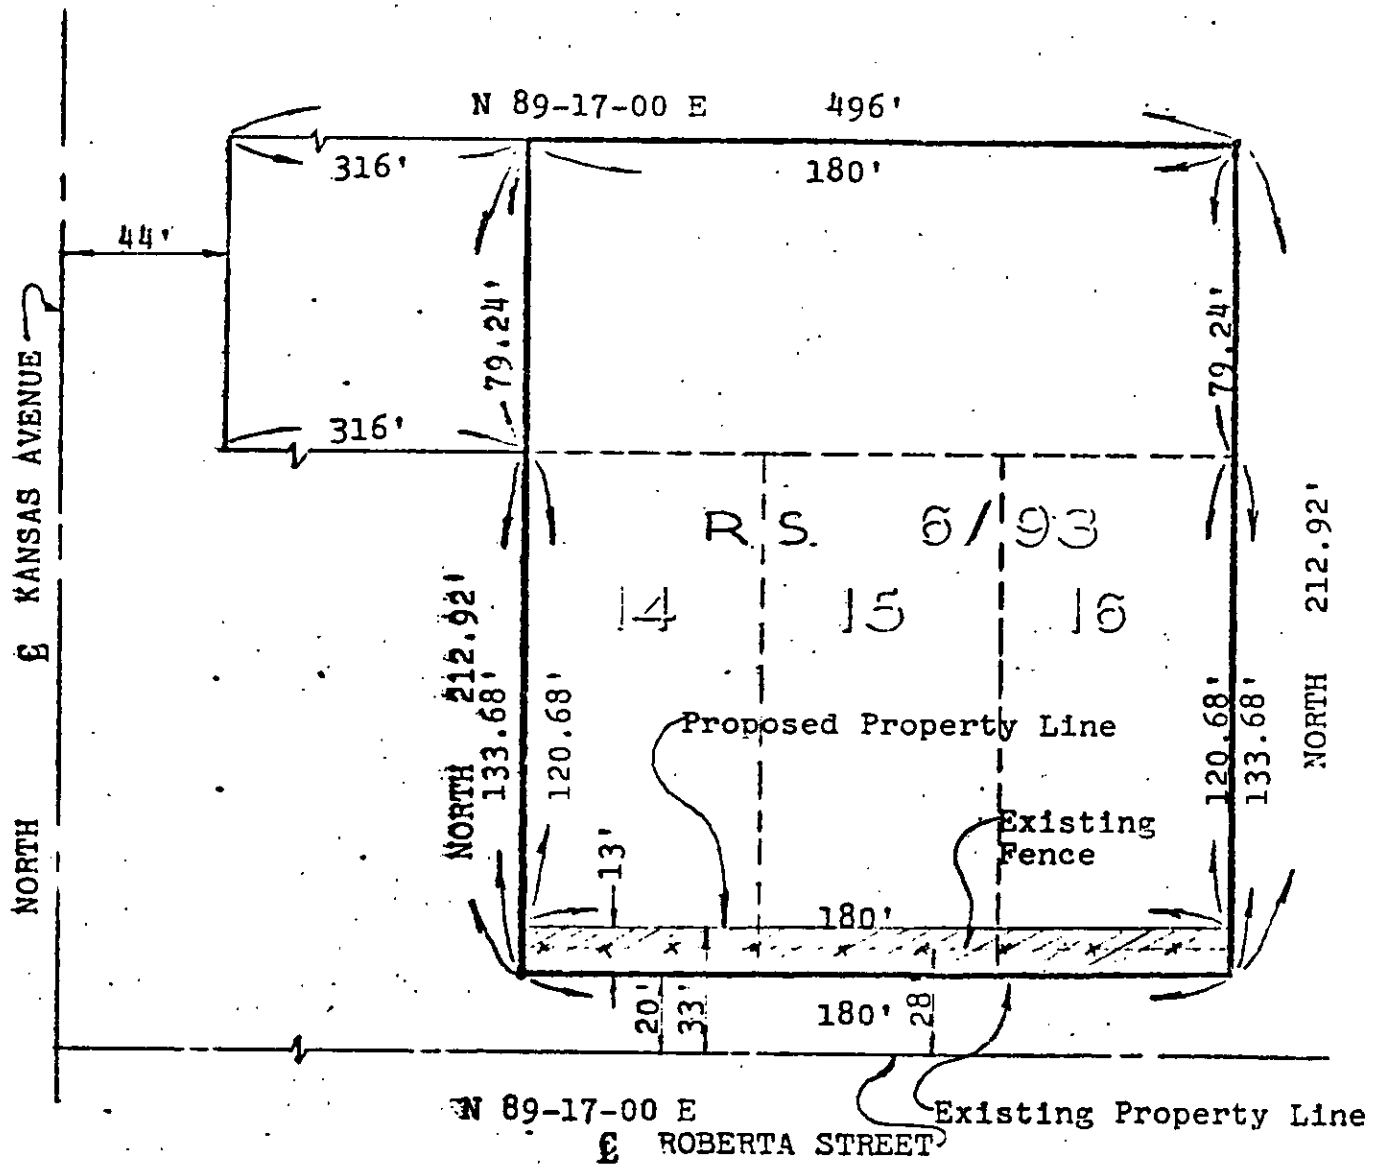 N 89-17-00 E 496'
316' 180'
44'
79.24' 79.24'
316'
NORTH ℄ KANSAS AVENUE
R.S. 6/93
14 15 16
NORTH 212.92'
133.68'
120.68'
120.68'
133.68'
NORTH 212.92'
Proposed Property Line
Existing
Fence
13'
180'
20'
33'
180'
28
N 89-17-00 E
Existing Property Line
℄ ROBERTA STREET